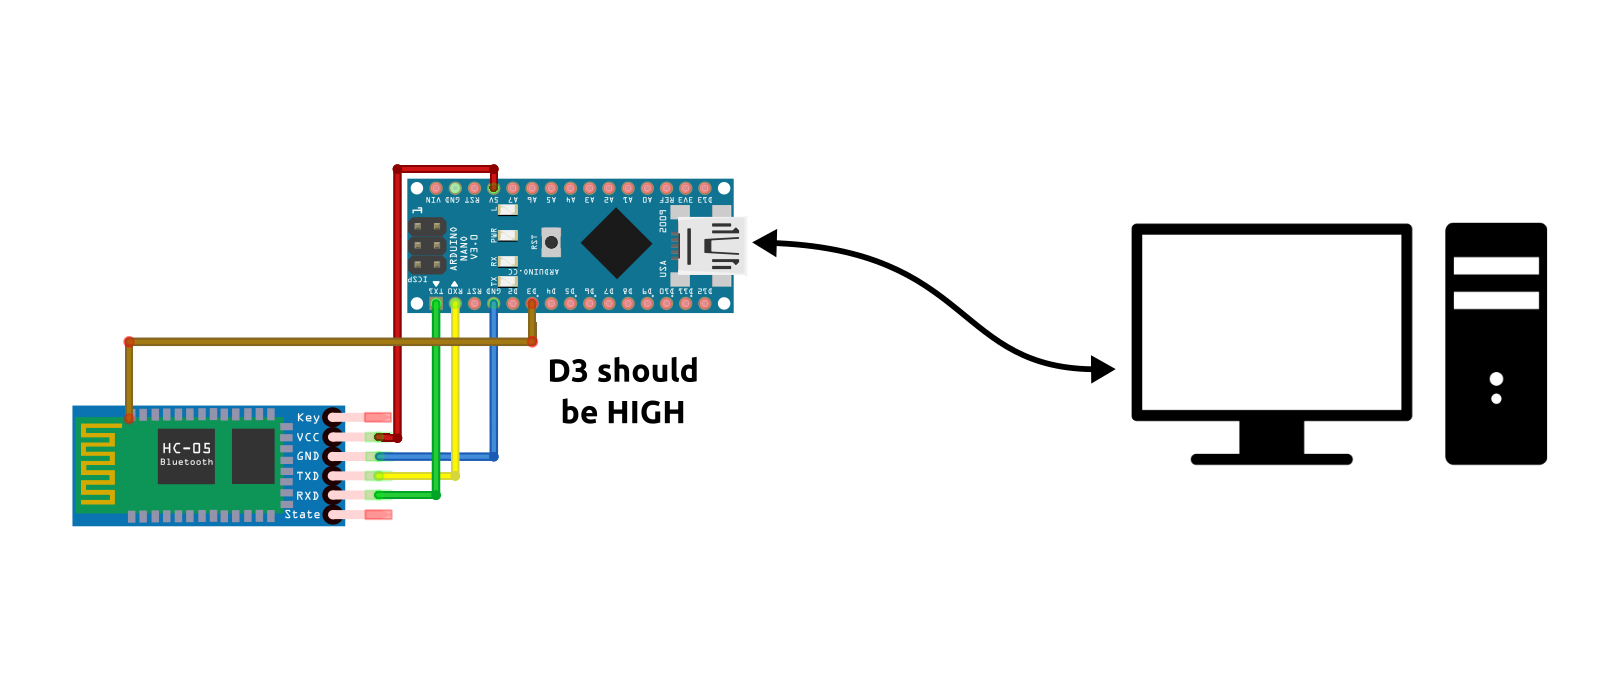 VIN GND RST 5V A7 A6 A5 A4 A3 A2 A1 A0 REF 3V3 D13
1
L
PWR
RX
TX
RST
ARDUINO
NANO
V3.0
ARDUINO.CC
ICSP
USA
TX1 RX0 RST GND D2 D3 D4 D5 D6 D7 D8 D9 D10 D11 D12
D3 should
be HIGH
HC-05
Bluetooth
Key
VCC
GND
TXD
RXD
State